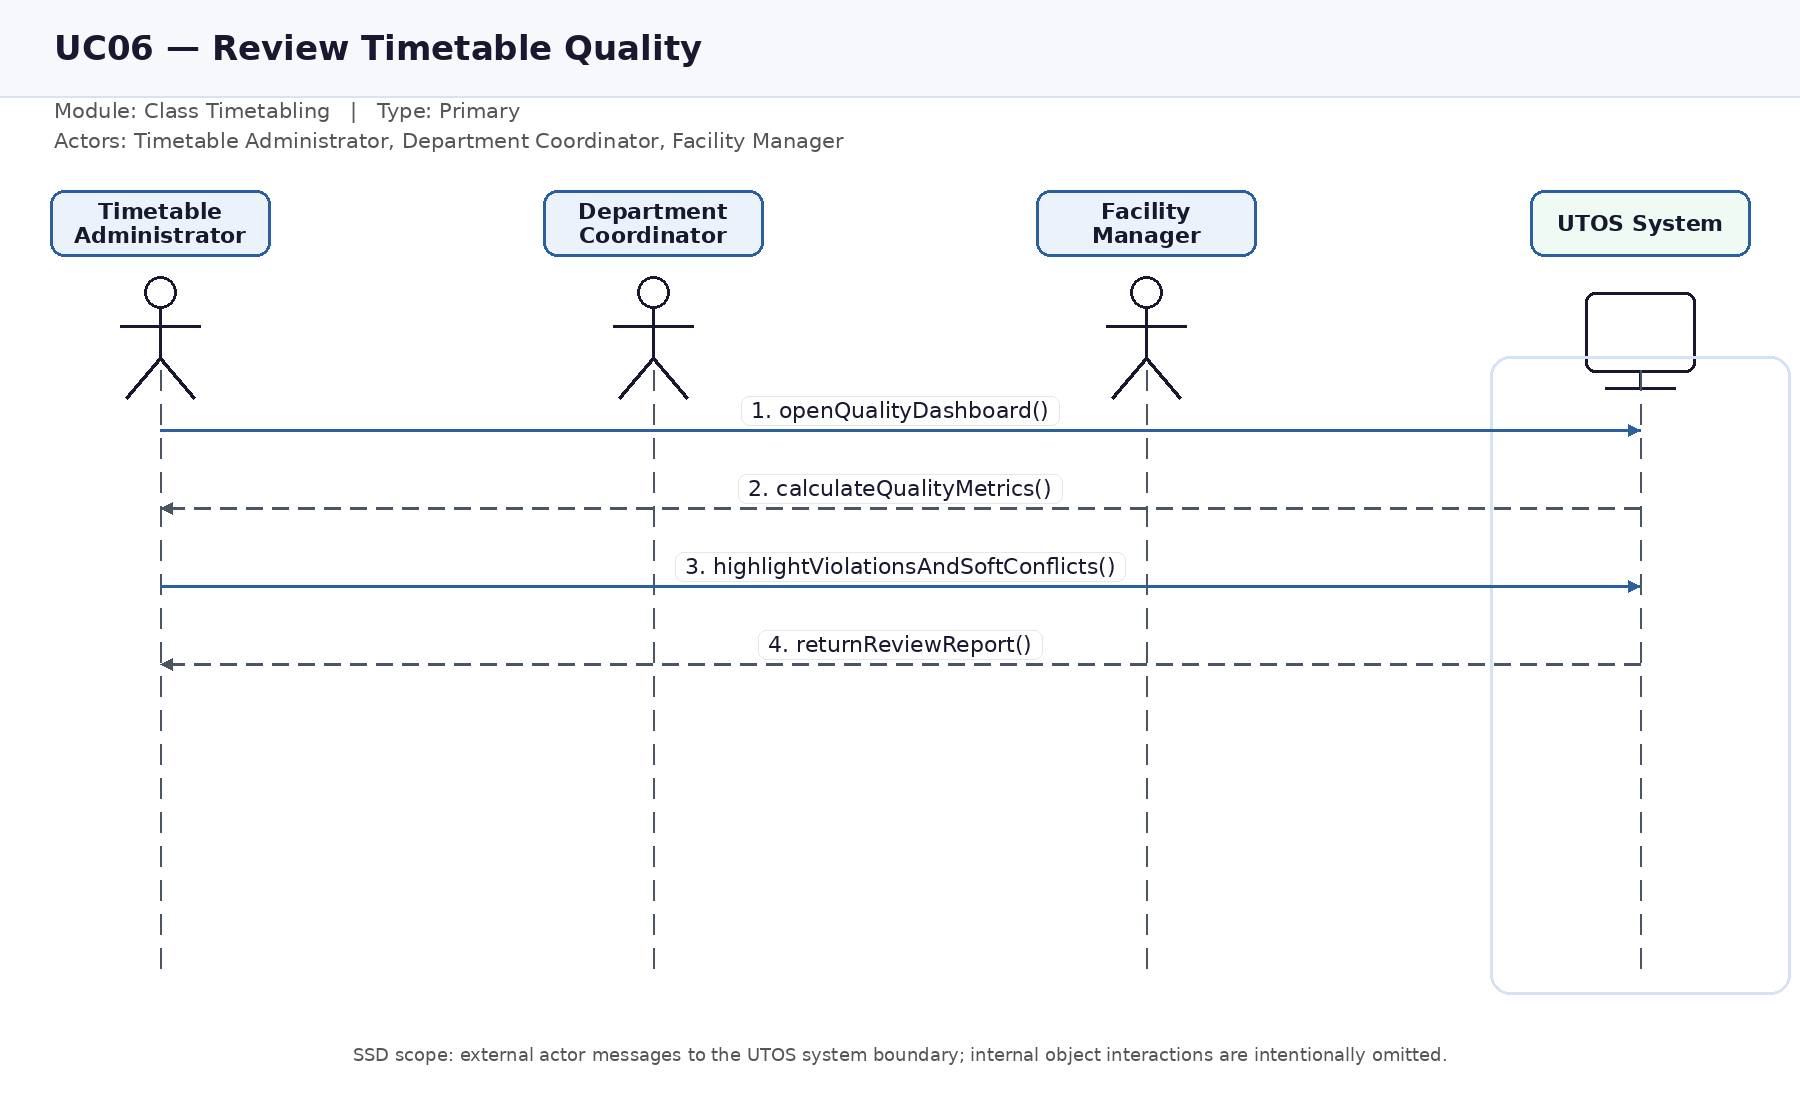 UC06 — Review Timetable Quality
Module: Class Timetabling | Type: Primary
Actors: Timetable Administrator, Department Coordinator, Facility Manager
Timetable
Administrator
Department
Coordinator
Facility
Manager
UTOS System
1. openQualityDashboard()
2. calculateQualityMetrics()
3. highlightViolationsAndSoftConflicts()
4. returnReviewReport()
SSD scope: external actor messages to the UTOS system boundary; internal object interactions are intentionally omitted.